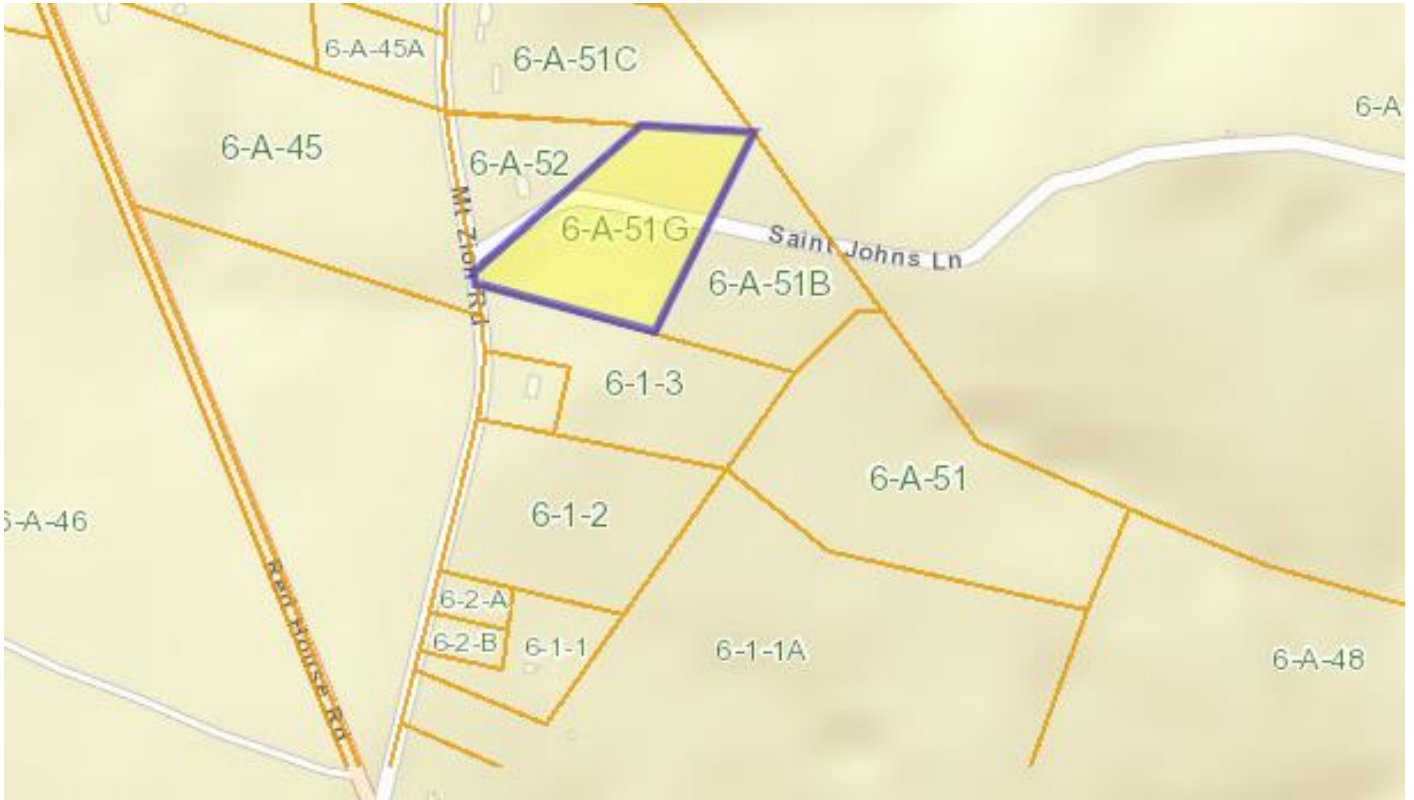 6-A-45A
6-A-51C
6-A
6-A-45
6-A-52
Mt Zion Rd
6-A-51G
Saint Johns Ln
6-A-51B
6-1-3
6-A-51
6-1-2
6-A-46
Red House Rd
6-2-A
6-2-B
6-1-1
6-1-1A
6-A-48